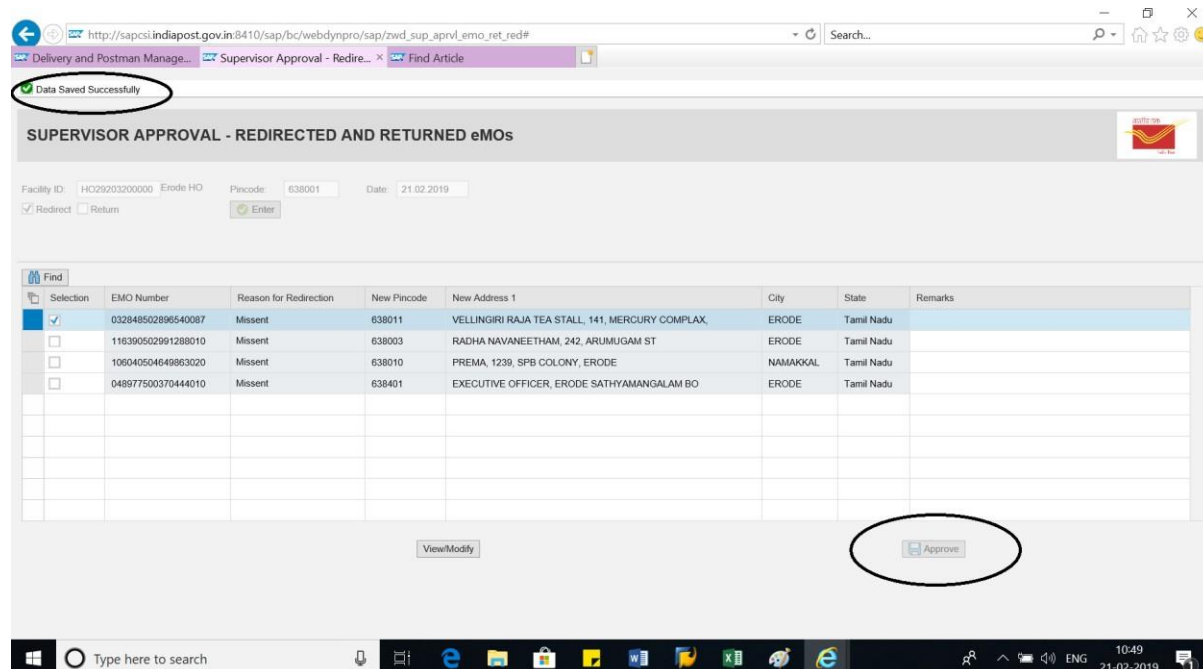 http://sapcsi.indiapost.gov.in:8410/sap/bc/webdynpro/sap/zwd_sup_aprvl_emo_ret_red# Search...
Delivery and Postman Manage... Supervisor Approval - Redire... × Find Article
Data Saved Successfully
SUPERVISOR APPROVAL - REDIRECTED AND RETURNED eMOs
Facility ID: HO29203200000 Erode HO Pincode: 638001 Date: 21.02.2019
Redirect Return Enter
Find
Selection EMO Number Reason for Redirection New Pincode New Address 1 City State Remarks
032848502896540087 Missent 638011 VELLINGIRI RAJA TEA STALL, 141, MERCURY COMPLAX, ERODE Tamil Nadu
116390502991288010 Missent 638003 RADHA NAVANEETHAM, 242, ARUMUGAM ST ERODE Tamil Nadu
106040504649863020 Missent 638010 PREMA, 1239, SPB COLONY, ERODE NAMAKKAL Tamil Nadu
048977500370444010 Missent 638401 EXECUTIVE OFFICER, ERODE SATHYAMANGALAM BO ERODE Tamil Nadu
View/Modify Approve
Type here to search ENG 10:49
21-02-2019